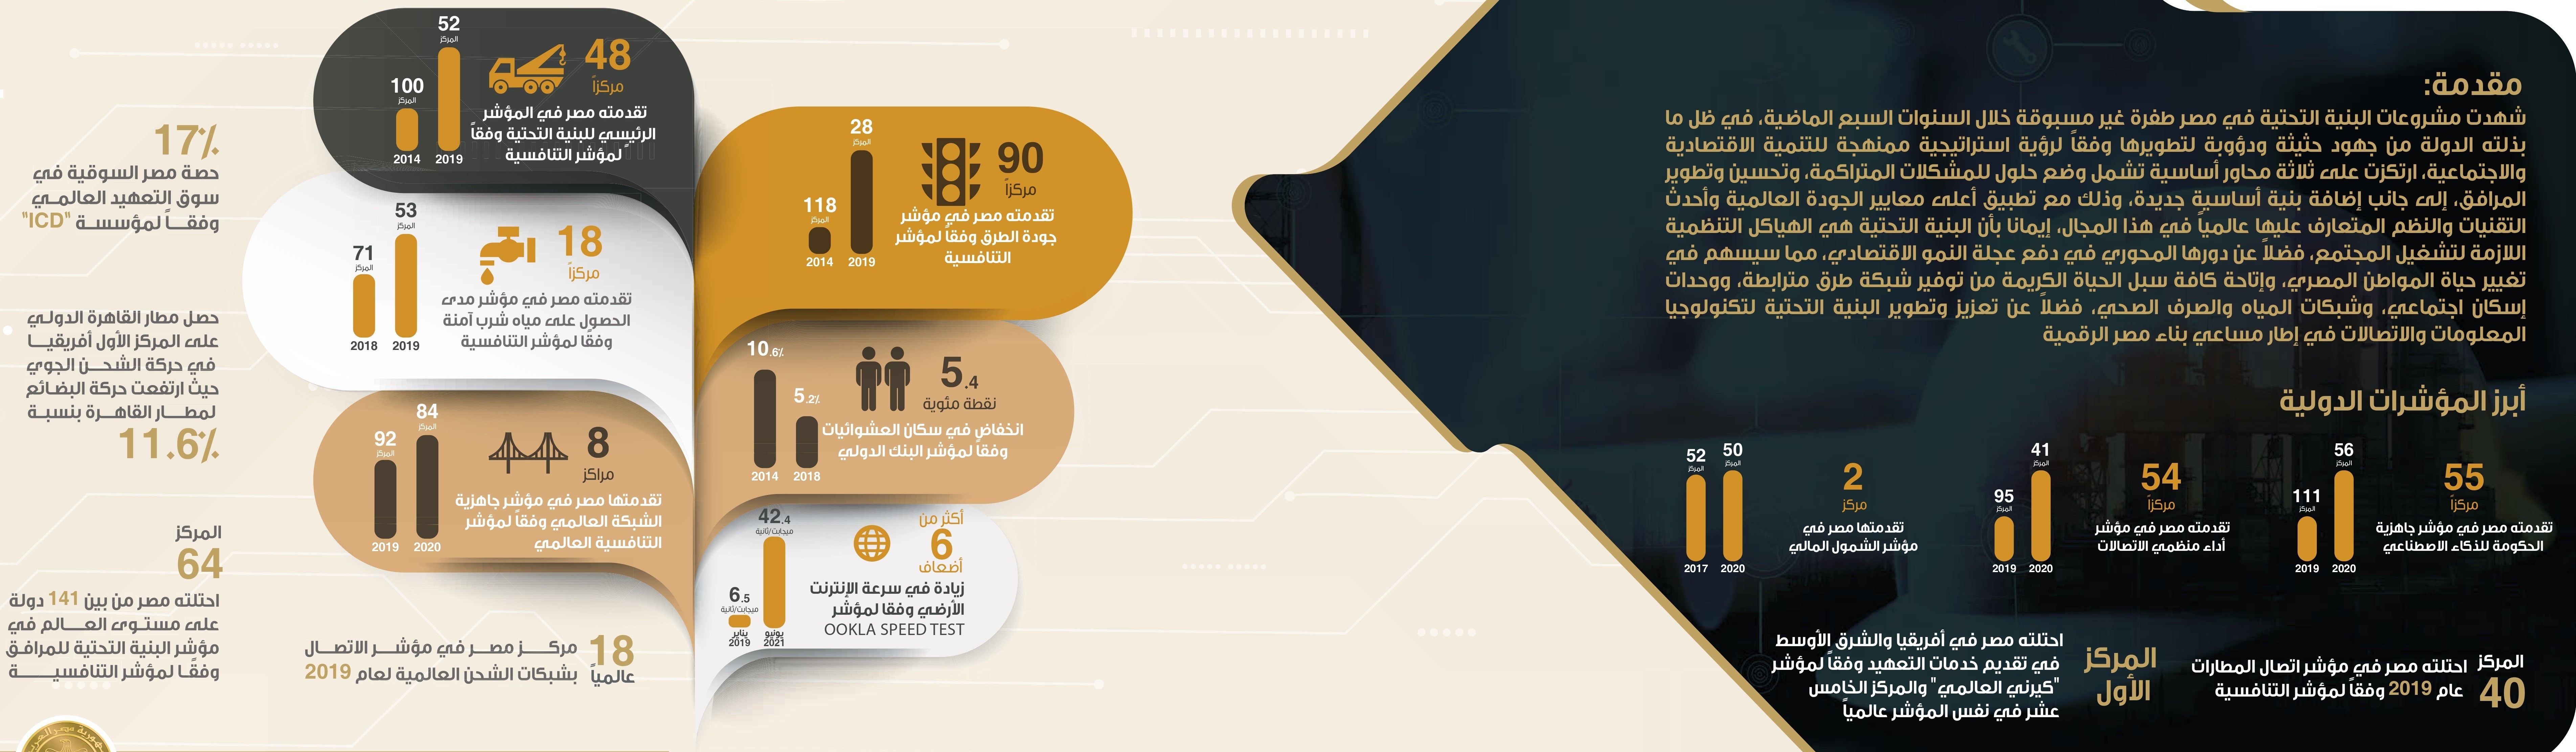 مقدمة:
شهدت مشروعات البنية التحتية في مصر طفرة غير مسبوقة خلال السنوات السبع الماضية، في ظل ما
بذلته الدولة من جهود حثيثة ودؤوبة لتطويرها وفقاً لرؤية استراتيجية ممنهجة للتنمية الاقتصادية
والاجتماعية، ارتكزت على ثلاثة محاور أساسية تشمل وضع حلول للمشكلات المتراكمة، وتحسين وتطوير
المرافق، إلى جانب إضافة بنية أساسية جديدة، وذلك مع تطبيق أعلى معايير الجودة العالمية وأحدث
التقنيات والنظم المتعارف عليها عالمياً في هذا المجال، إيمانا بأن البنية التحتية هي الهياكل التنظمية
اللازمة لتشغيل المجتمع، فضلاً عن دورها المحوري في دفع عجلة النمو الاقتصادي، مما سيسهم في
تغيير حياة المواطن المصري، وإتاحة كافة سبل الحياة الكريمة من توفير شبكة طرق مترابطة، ووحدات
إسكان اجتماعي، وشبكات المياه والصرف الصحي، فضلاً عن تعزيز وتطوير البنية التحتية لتكنولوجيا
المعلومات والاتصالات في إطار مساعي بناء مصر الرقمية
أبرز المؤشرات الدولية
55
مركزاً
تقدمته مصر في مؤشر جاهزية
الحكومة للذكاء الاصطناعي
56
المركز
111
المركز
2019 2020
54
مركزاً
تقدمته مصر في مؤشر
أداء منظمي الاتصالات
41
المركز
95
المركز
2019 2020
2
مركز
تقدمتها مصر في
مؤشر الشمول المالي
50
المركز
52
المركز
2017 2020
المركز
40
احتلته مصر في مؤشر اتصال المطارات
عام 2019 وفقاً لمؤشر التنافسية
المركز
الأول
احتلته مصر في أفريقيا والشرق الأوسط
في تقديم خدمات التعهيد وفقاً لمؤشر
"كيرني العالمي" والمركز الخامس
عشر في نفس المؤشر عالمياً
90
مركزاً
تقدمته مصر في مؤشر
جودة الطرق وفقاً لمؤشر
التنافسية
28
المركز
118
المركز
2014 2019
5.4
نقطة مئوية
انخفاض في سكان العشوائيات
وفقاً لمؤشر البنك الدولي
10.6٪
5.2٪
2014 2018
أكثر من
6
أضعاف
زيادة في سرعة الإنترنت
الأرضي وفقا لمؤشر
OOKLA SPEED TEST
42.4
ميجابت/ثانية
6.5
ميجابت/ثانية
يناير
2019
يونيو
2021
48
مركزاً
تقدمته مصر في المؤشر
الرئيسي للبنية التحتية وفقاً
لمؤشر التنافسية
52
المركز
100
المركز
2014 2019
18
مركزاً
تقدمته مصر في مؤشر مدى
الحصول على مياه شرب آمنة
وفقًا لمؤشر التنافسية
53
المركز
71
المركز
2018 2019
8
مراكز
تقدمتها مصر في مؤشر جاهزية
الشبكة العالمي وفقاً لمؤشر
التنافسية العالمي
84
المركز
92
المركز
2019 2020
18
عالمياً
مركز مصر في مؤشر الاتصال
بشبكات الشحن العالمية لعام 2019
17٪
حصة مصر السوقية في
سوق التعهيد العالمي
وفقاً لمؤسسة "ICD"
حصل مطار القاهرة الدولي
على المركز الأول أفريقيا
في حركة الشحن الجوي
حيث ارتفعت حركة البضائع
لمطار القاهرة بنسبة
11.6٪
المركز
64
احتلته مصر من بين 141 دولة
على مستوى العالم في
مؤشر البنية التحتية للمرافق
وفقًا لمؤشر التنافسية